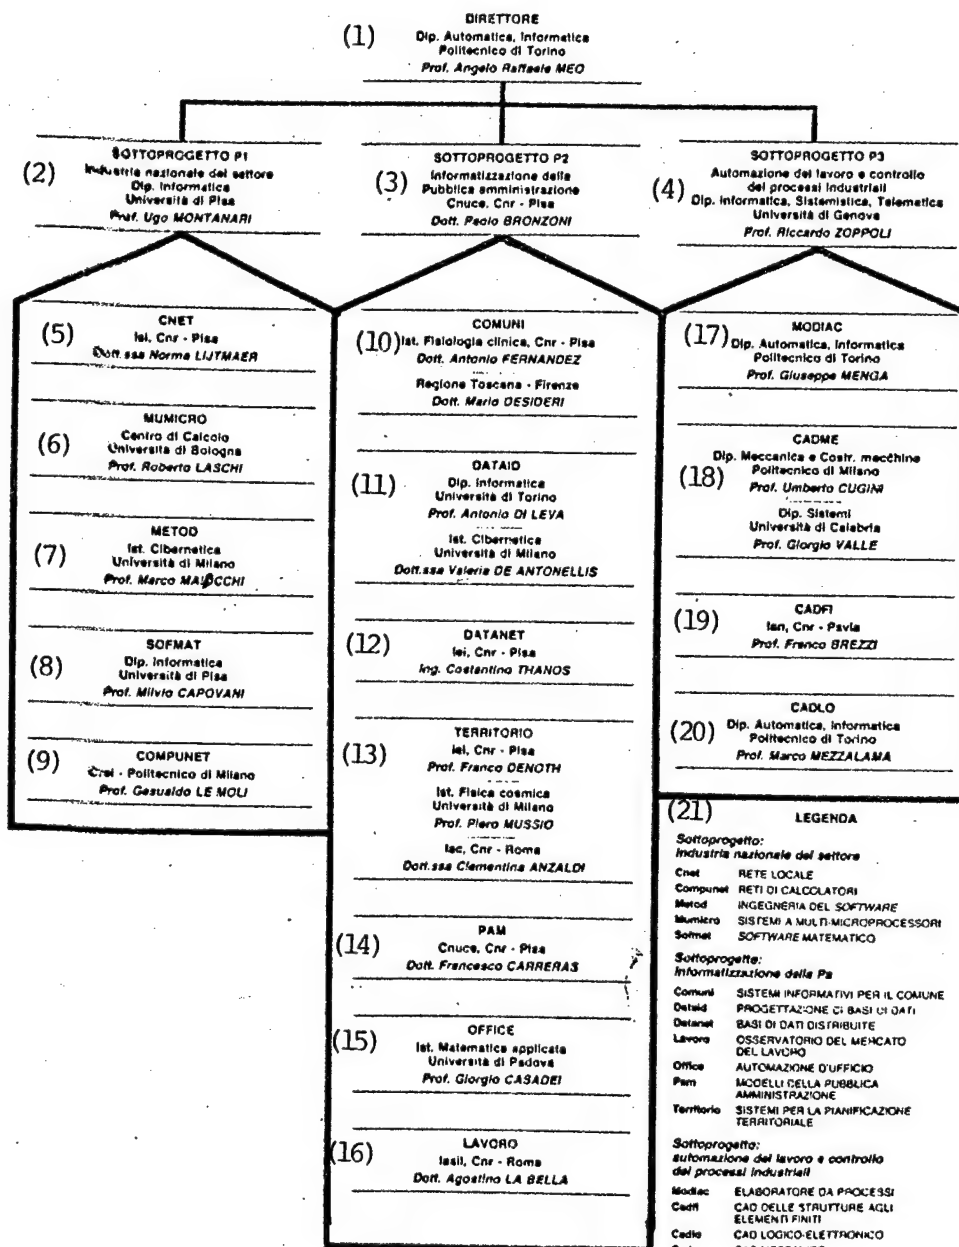 (1)
DIRETTORE
Dip. Automatica, Informatica
Politecnico di Torino
Prof. Angelo Raffaele MEO
(2)
SOTTOPROGETTO P1
Industria nazionale del settore
Dip. Informatica
Università di Pisa
Prof. Ugo MONTANARI
(3)
SOTTOPROGETTO P2
Informatizzazione della
Pubblica amministrazione
Cnuce, Cnr - Pisa
Dott. Paolo BRONZONI
(4)
SOTTOPROGETTO P3
Automazione del lavoro e controllo
dei processi industriali
Dip. Informatica, Sistemistica, Telematica
Università di Genova
Prof. Riccardo ZOPPOLI
(5)
CNET
Iei, Cnr - Pisa
Dott.ssa Norma LIJTMAER
(6)
MUMICRO
Centro di Calcolo
Università di Bologna
Prof. Roberto LASCHI
(7)
METOD
Ist. Cibernetica
Università di Milano
Prof. Marco MAIOCCHI
(8)
SOFMAT
Dip. Informatica
Università di Pisa
Prof. Milvio CAPOVANI
(9)
COMPUNET
Crei - Politecnico di Milano
Prof. Gesualdo LE MOLI
(10)
COMUNI
Ist. Fisiologia clinica, Cnr - Pisa
Dott. Antonio FERNANDEZ
Regione Toscana - Firenze
Dott. Mario DESIDERI
(11)
DATAID
Dip. Informatica
Università di Torino
Prof. Antonio DI LEVA
Ist. Cibernetica
Università di Milano
Dott.ssa Valeria DE ANTONELLIS
(12)
DATANET
Iei, Cnr - Pisa
Ing. Costantino THANOS
(13)
TERRITORIO
Iei, Cnr - Pisa
Prof. Franco DENOTH
Ist. Fisica cosmica
Università di Milano
Prof. Piero MUSSIO
Iac, Cnr - Roma
Dott.ssa Clementina ANZALDI
(14)
PAM
Cnuce, Cnr - Pisa
Dott. Francesco CARRERAS
(15)
OFFICE
Ist. Matematica applicata
Università di Padova
Prof. Giorgio CASADEI
(16)
LAVORO
Iasil, Cnr - Roma
Dott. Agostino LA BELLA
(17)
MODIAC
Dip. Automatica, Informatica
Politecnico di Torino
Prof. Giuseppe MENGA
(18)
CADME
Dip. Meccanica e Costr. macchine
Politecnico di Milano
Prof. Umberto CUGINI
Dip. Sistemi
Università di Calabria
Prof. Giorgio VALLE
(19)
CADFI
Ian, Cnr - Pavia
Prof. Franco BREZZI
(20)
CADLO
Dip. Automatica, Informatica
Politecnico di Torino
Prof. Marco MEZZALAMA
(21)
LEGENDA
Sottoprogetto:
Industria nazionale del settore
Cnet RETE LOCALE
Compunet RETI DI CALCOLATORI
Metod INGEGNERIA DEL SOFTWARE
Mumicro SISTEMI A MULTI-MICROPROCESSORI
Sofmat SOFTWARE MATEMATICO
Sottoprogetto:
Informatizzazione della Pa
Comuni SISTEMI INFORMATIVI PER IL COMUNE
Dataid PROGETTAZIONE DI BASI DI DATI
Datanet BASI DI DATI DISTRIBUITE
Lavoro OSSERVATORIO DEL MERCATO
DEL LAVORO
Office AUTOMAZIONE D'UFFICIO
Pam MODELLI DELLA PUBBLICA
AMMINISTRAZIONE
Territorio SISTEMI PER LA PIANIFICAZIONE
TERRITORIALE
Sottoprogetto:
automazione del lavoro e controllo
dei processi industriali
Modiac ELABORATORE DA PROCESSI
Cadfi CAD DELLE STRUTTURE AGLI
ELEMENTI FINITI
Cadlo CAD LOGICO-ELETTRONICO